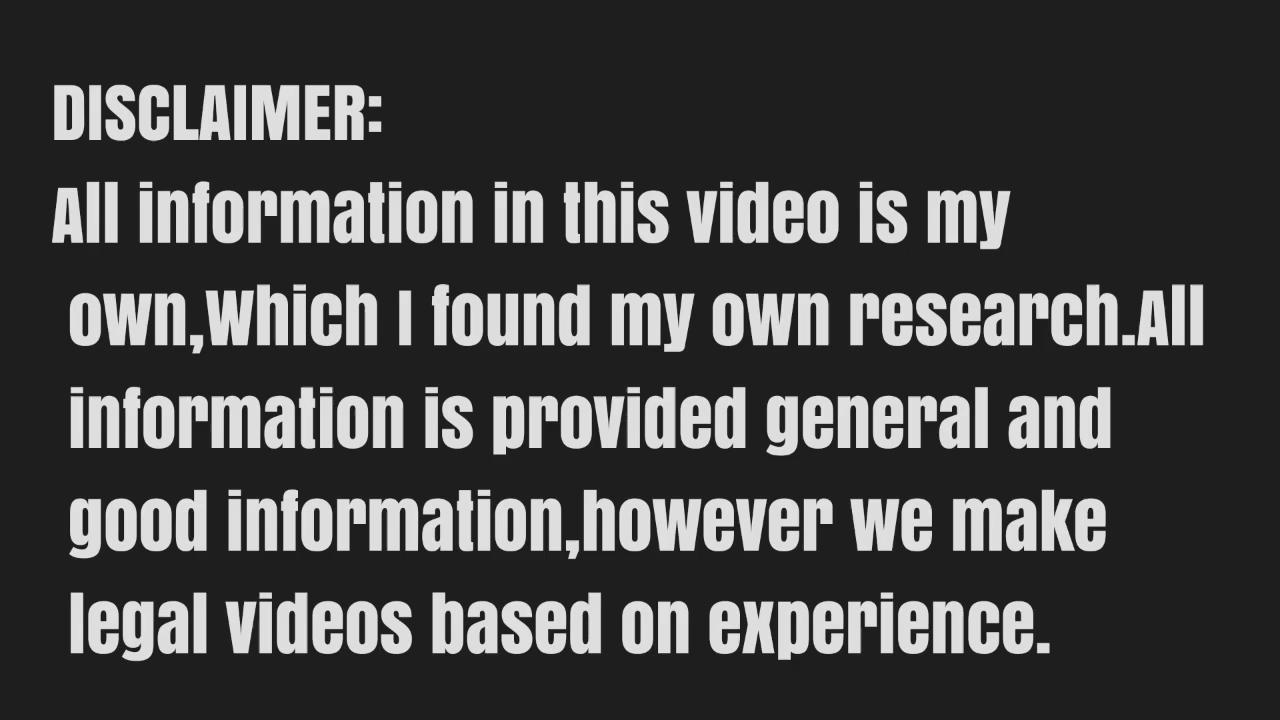 DISCLAIMER:
All information in this video is my
own,Which I found my own research.All
information is provided general and
good information,however we make
legal videos based on experience.